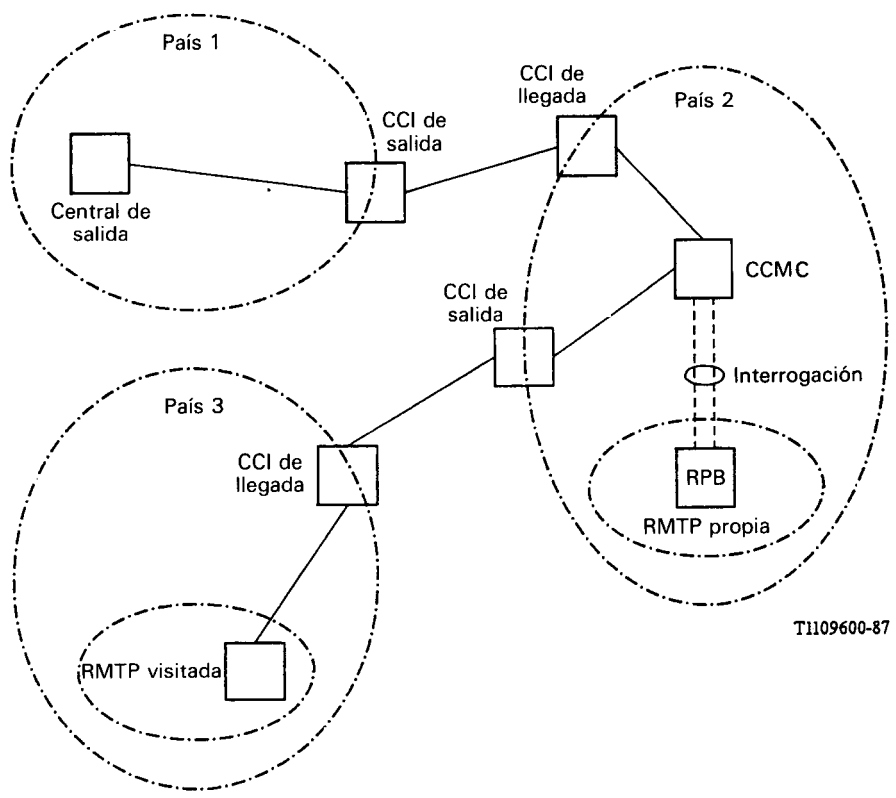 País 1
CCI de
salida
CCI de
llegada
País 2
Central de
salida
CCMC
CCI de
salida
Interrogación
País 3
CCI de
llegada
RPB
RMTP propia
RMTP visitada
T1109600-87